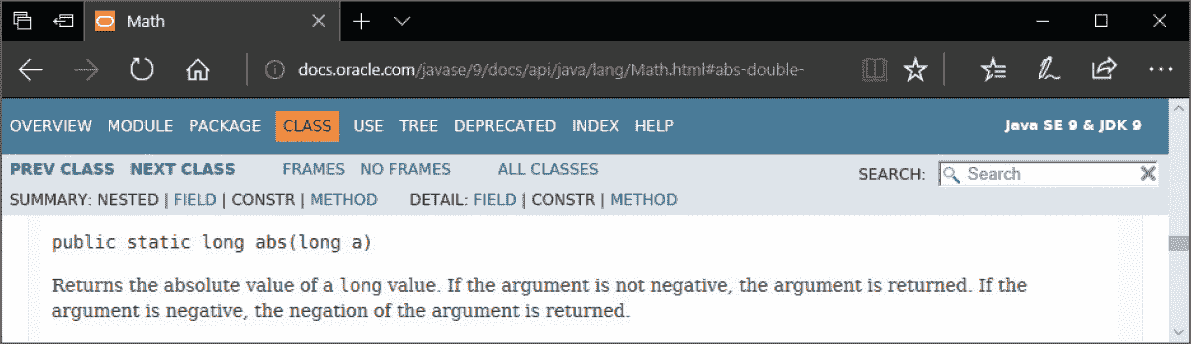 Math
docs.oracle.com/javase/9/docs/api/java/lang/Math.html#abs-double-
OVERVIEW MODULE PACKAGE CLASS USE TREE DEPRECATED INDEX HELP Java SE 9 & JDK 9
PREV CLASS NEXT CLASS FRAMES NO FRAMES ALL CLASSES SEARCH: Search
SUMMARY: NESTED | FIELD | CONSTR | METHOD DETAIL: FIELD | CONSTR | METHOD
public static long abs(long a)
Returns the absolute value of a long value. If the argument is not negative, the argument is returned. If the
argument is negative, the negation of the argument is returned.